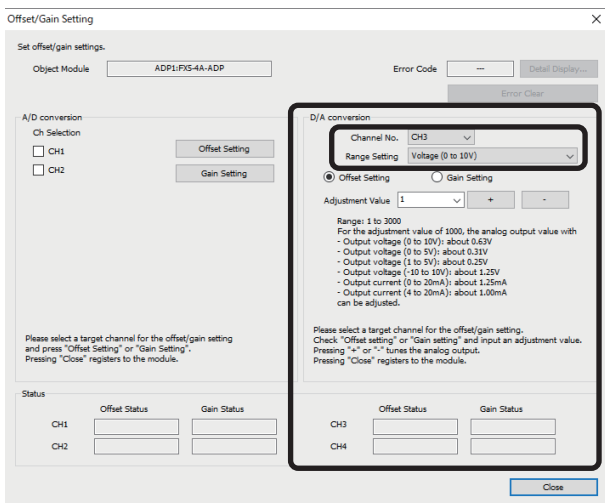 Offset/Gain Setting
Set offset/gain settings.
Object Module
ADP1:FX5-4A-ADP
Error Code
---
Detail Display...
Error Clear
A/D conversion
Ch Selection
CH1
CH2
Offset Setting
Gain Setting
Please select a target channel for the offset/gain setting
and press "Offset Setting" or "Gain Setting".
Pressing "Close" registers to the module.
D/A conversion
Channel No.
CH3
Range Setting
Voltage (0 to 10V)
Offset Setting
Gain Setting
Adjustment Value
1
+
-
Range: 1 to 3000
For the adjustment value of 1000, the analog output value with
- Output voltage (0 to 10V): about 0.63V
- Output voltage (0 to 5V): about 0.31V
- Output voltage (1 to 5V): about 0.25V
- Output voltage (-10 to 10V): about 1.25V
- Output current (0 to 20mA): about 1.25mA
- Output current (4 to 20mA): about 1.00mA
can be adjusted.
Please select a target channel for the offset/gain setting.
Check "Offset setting" or "Gain setting" and input an adjustment value.
Pressing "+" or "-" tunes the analog output.
Pressing "Close" registers to the module.
Status
Offset Status
Gain Status
CH1
CH2
Offset Status
Gain Status
CH3
CH4
Close